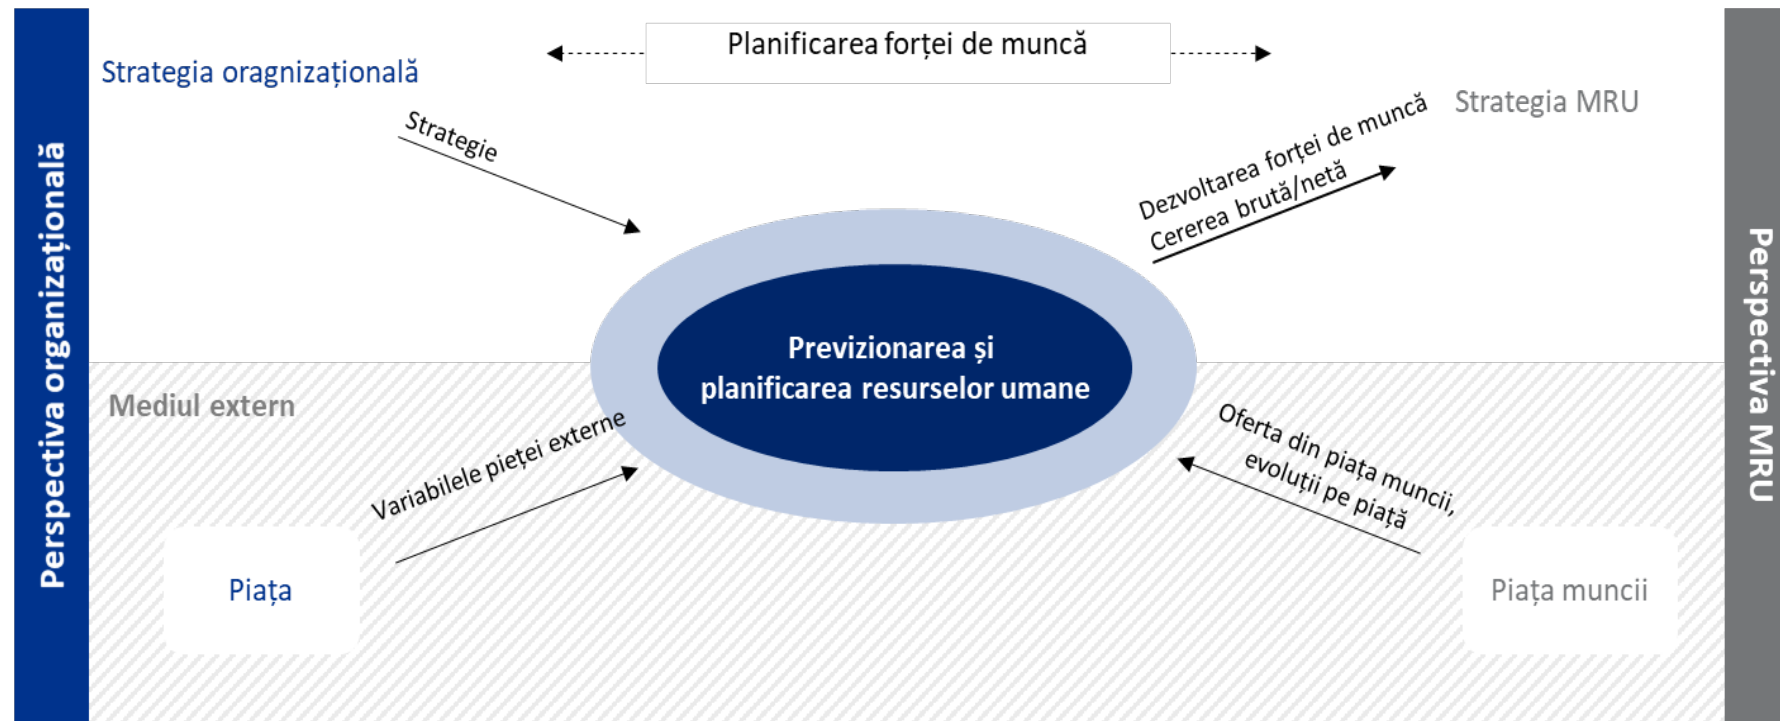 Perspectiva organizațională
Planificarea forței de muncă
Strategia oragnizațională
Strategie
Strategia MRU
Dezvoltarea forței de muncă
Cererea brută/netă
Perspectiva MRU
Previzionarea și
planificarea resurselor umane
Mediul extern
Variabilele pieței externe
Piața
Oferta din piața muncii,
evoluții pe piață
Piața muncii